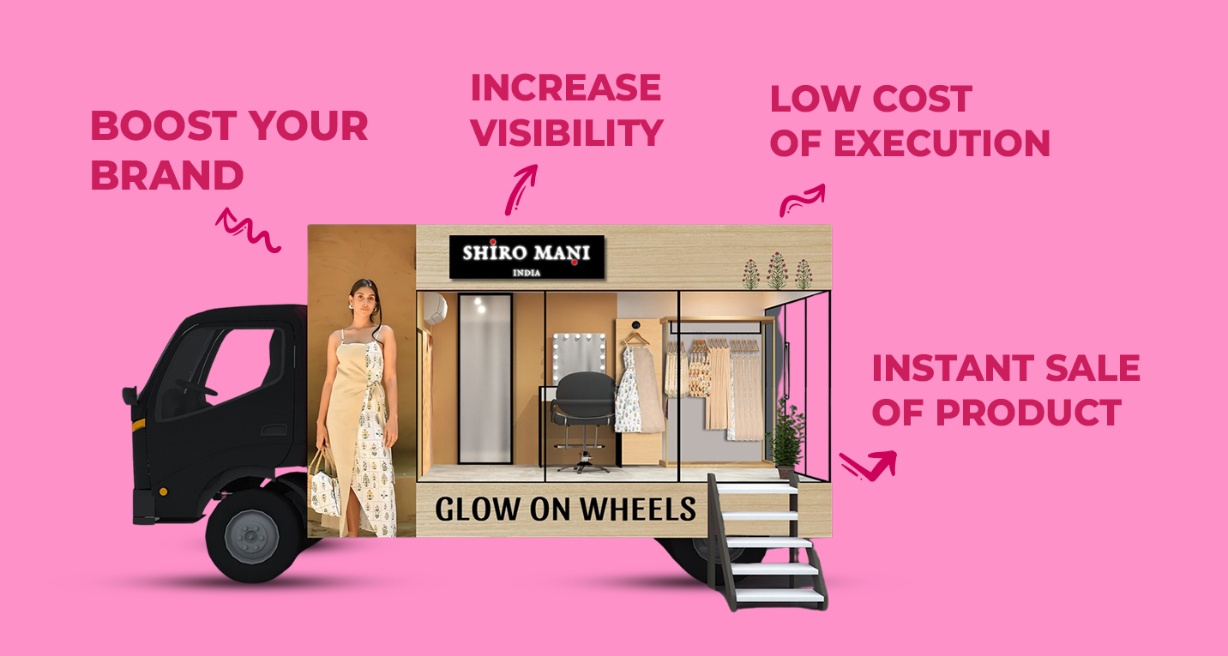 BOOST YOUR
BRAND
INCREASE
VISIBILITY
LOW COST
OF EXECUTION
SHIRO MANI
INDIA
INSTANT SALE
OF PRODUCT
GLOW ON WHEELS